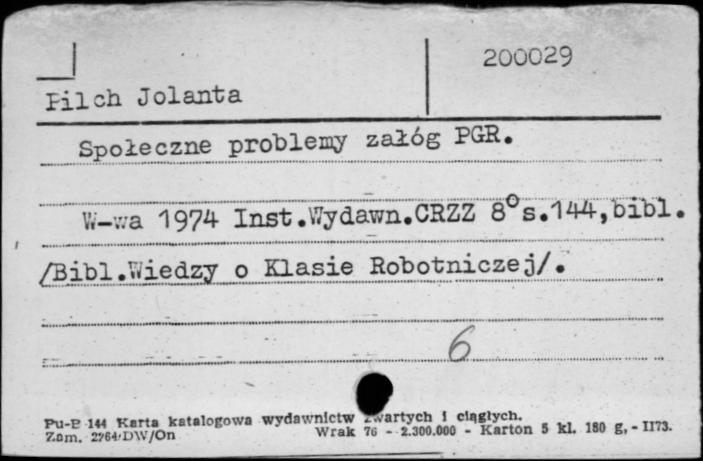 200029
Pilch Jolanta
Społeczne problemy załóg PGR.
W-wa 1974 Inst.Wydawn.CRZZ 8° s.144,bibl.
/Bibl.Wiedzy o Klasie Robotniczej/.
6
Pu-B 144 Karta katalogowa wydawnictw zwartych i ciągłych.
Zam. 2764/DW/On Wrak 76 - 2.300.000 - Karton 5 kl. 180 g. - II73.